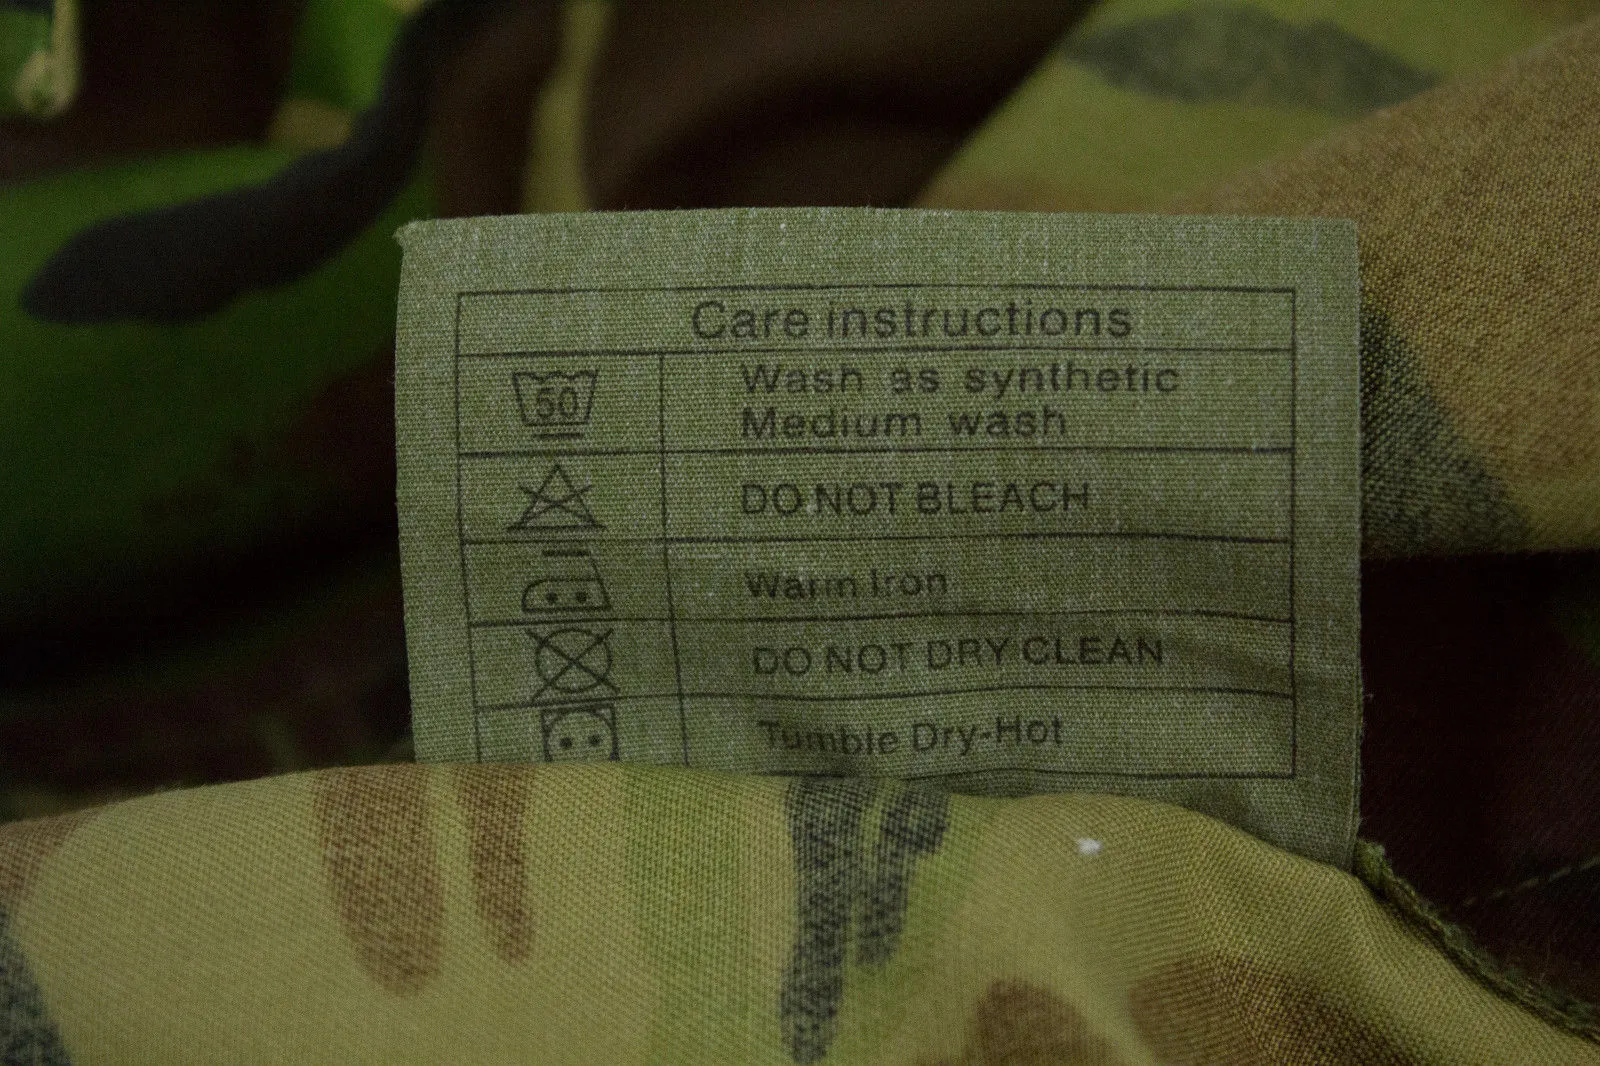 Care instructions
50
Wash as synthetic
Medium wash
DO NOT BLEACH
Warm Iron
DO NOT DRY CLEAN
Tumble Dry-Hot